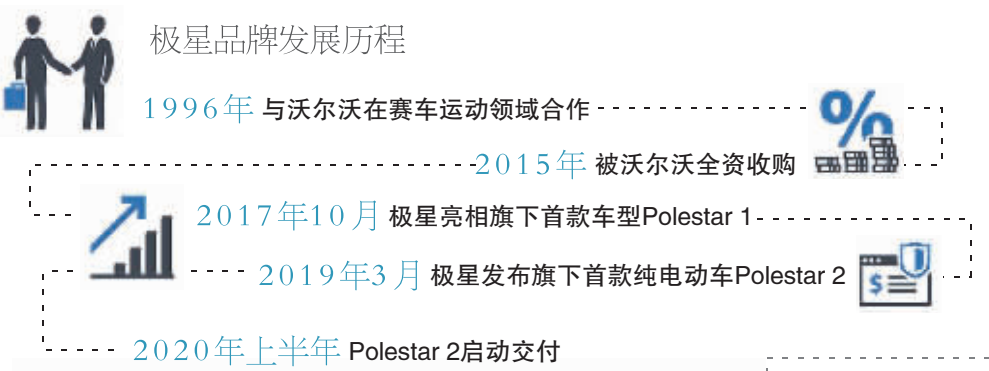 极星品牌发展历程
1996年 与沃尔沃在赛车运动领域合作
%
2015年 被沃尔沃全资收购
2017年10月 极星亮相旗下首款车型Polestar 1
2019年3月 极星发布旗下首款纯电动车Polestar 2
$
2020年上半年 Polestar 2启动交付